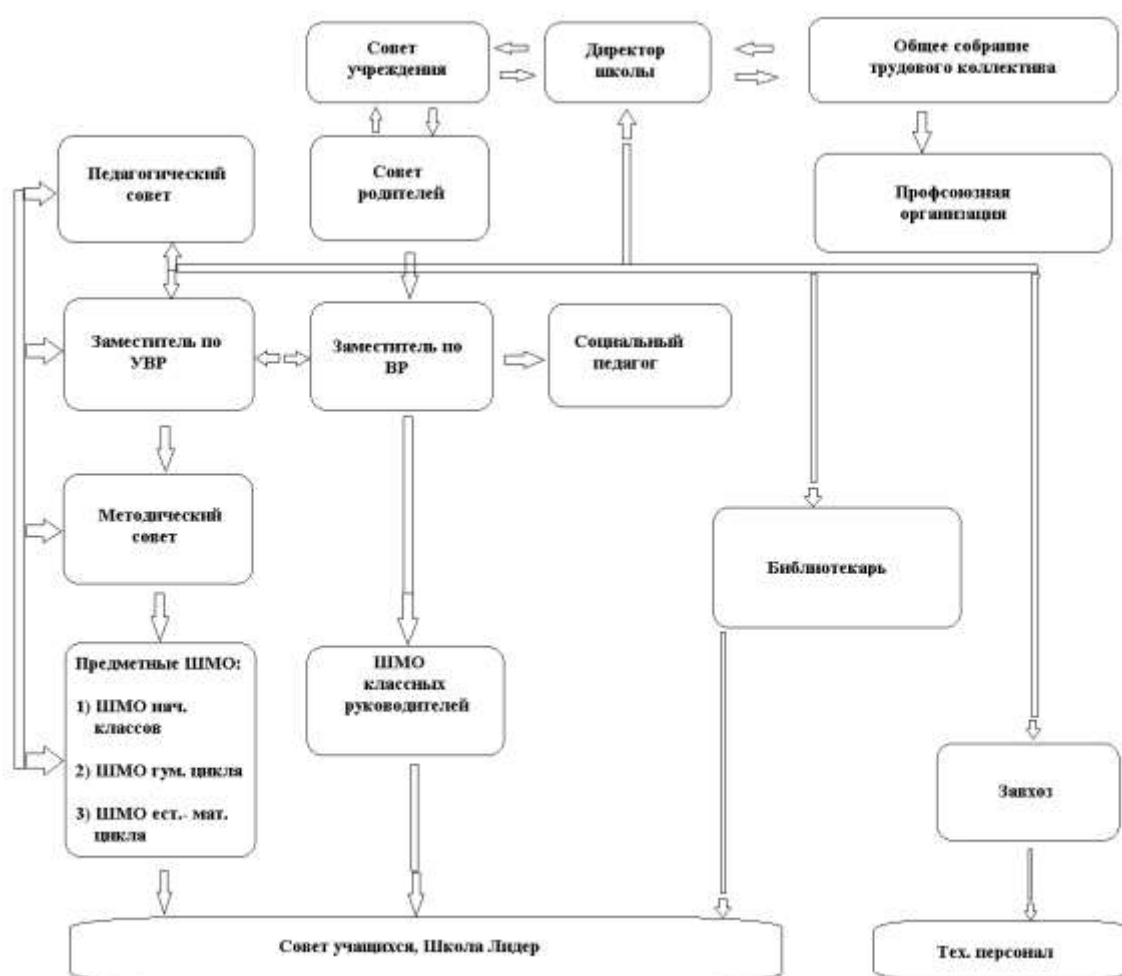 Совет
учреждения
Директор
школы
Общее собрание
трудового коллектива
Педагогический
совет
Совет
родителей
Профсоюзная
организация
Заместитель по
УВР
Заместитель по
ВР
Социальный
педагог
Методический
совет
Библиотекарь
Предметные ШМО:
1) ШМО нач.
классов
2) ШМО гум. цикла
3) ШМО ест.- мат.
цикла
ШМО
классных
руководителей
Завхоз
Совет учащихся, Школа Лидер
Тех. персонал